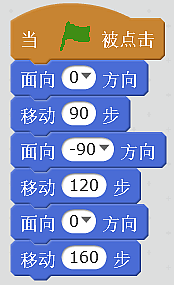 当 被点击
面向 0 方向
移动 90 步
面向 -90 方向
移动 120 步
面向 0 方向
移动 160 步